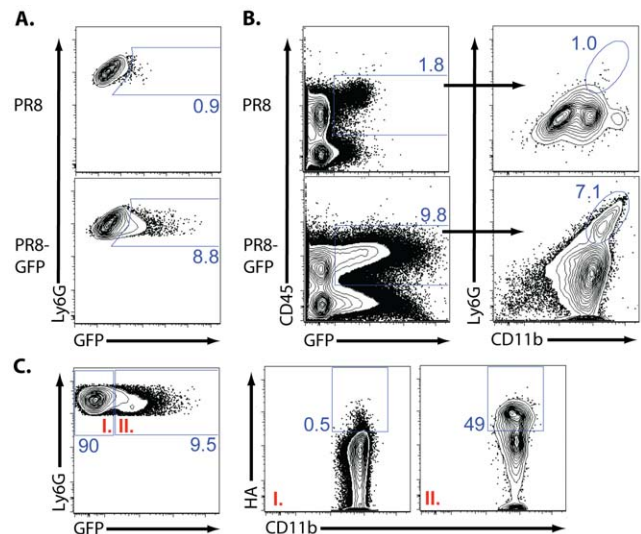 A.
PR8
0.9
PR8-
GFP
8.8
Ly6G
GFP
B.
PR8
1.8
1.0
PR8-
GFP
9.8
7.1
CD45
GFP
Ly6G
CD11b
C.
Ly6G
90
I.
II.
9.5
GFP
HA
0.5
I.
49
II.
CD11b